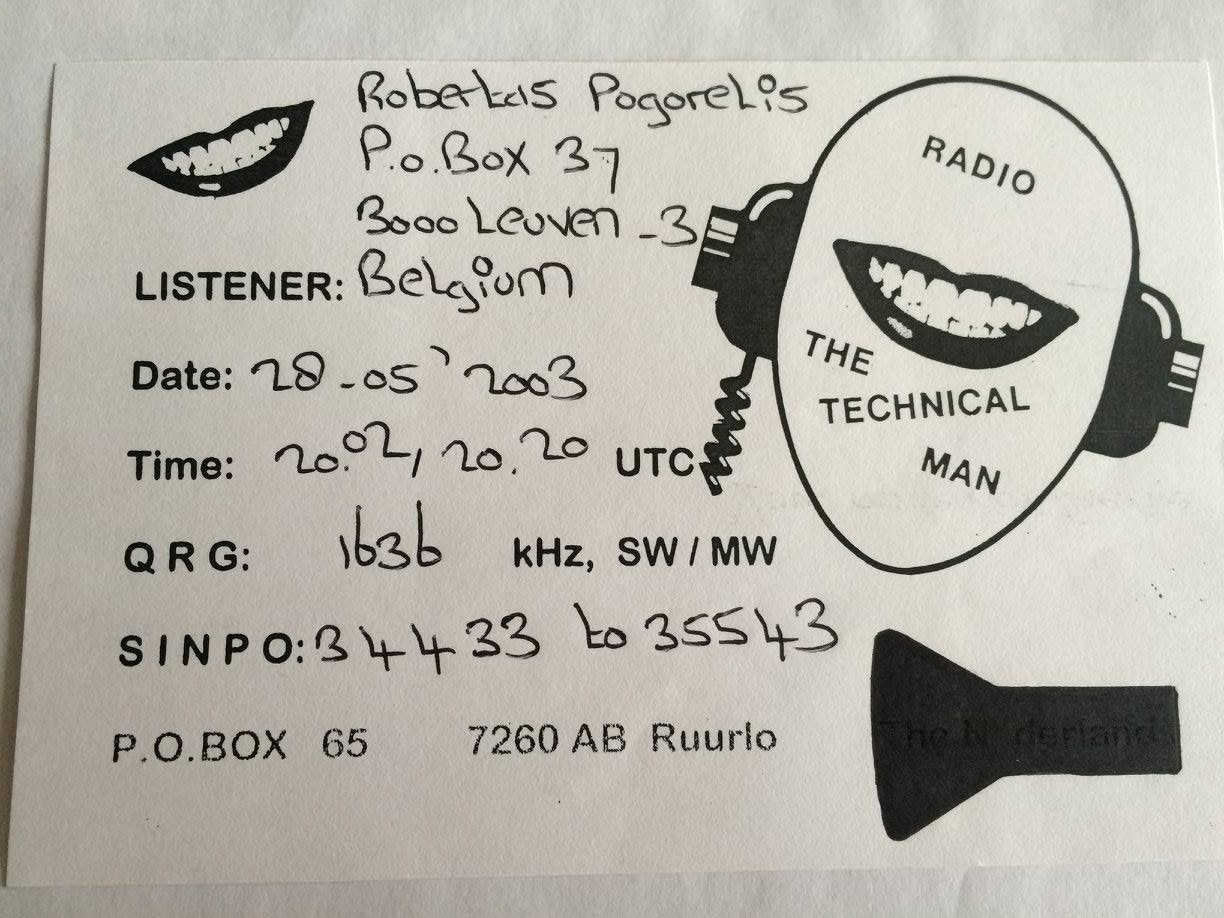 Robertas Pogorelis
P.o.Box 37
3000 Leuven -3
LISTENER: Belgium
Date: 28-05'2003
Time: 20.02, 20.20 UTC
QRG: 1636 kHz, SW/MW
SINPO: 34433 to 35543
P.O.BOX 65 7260 AB Ruurlo
RADIO
THE
TECHNICAL
MAN